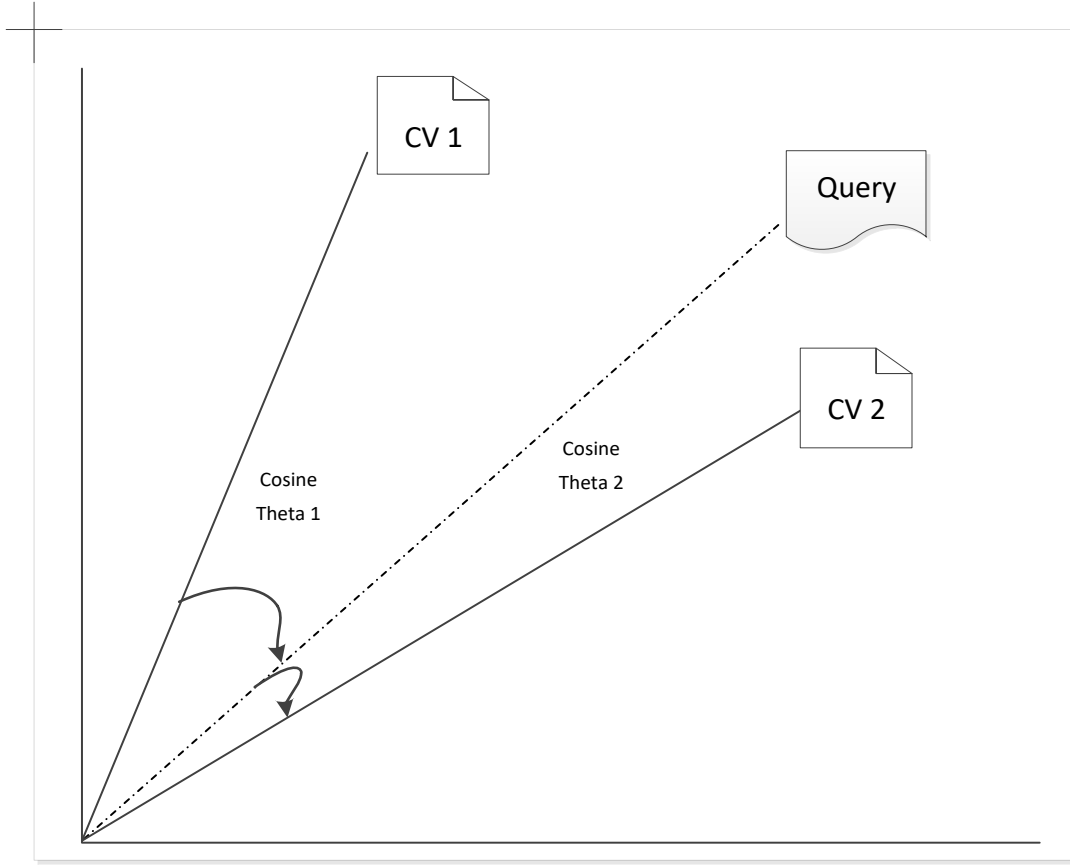 CV 1
Query
CV 2
Cosine
Theta 2
Cosine
Theta 1